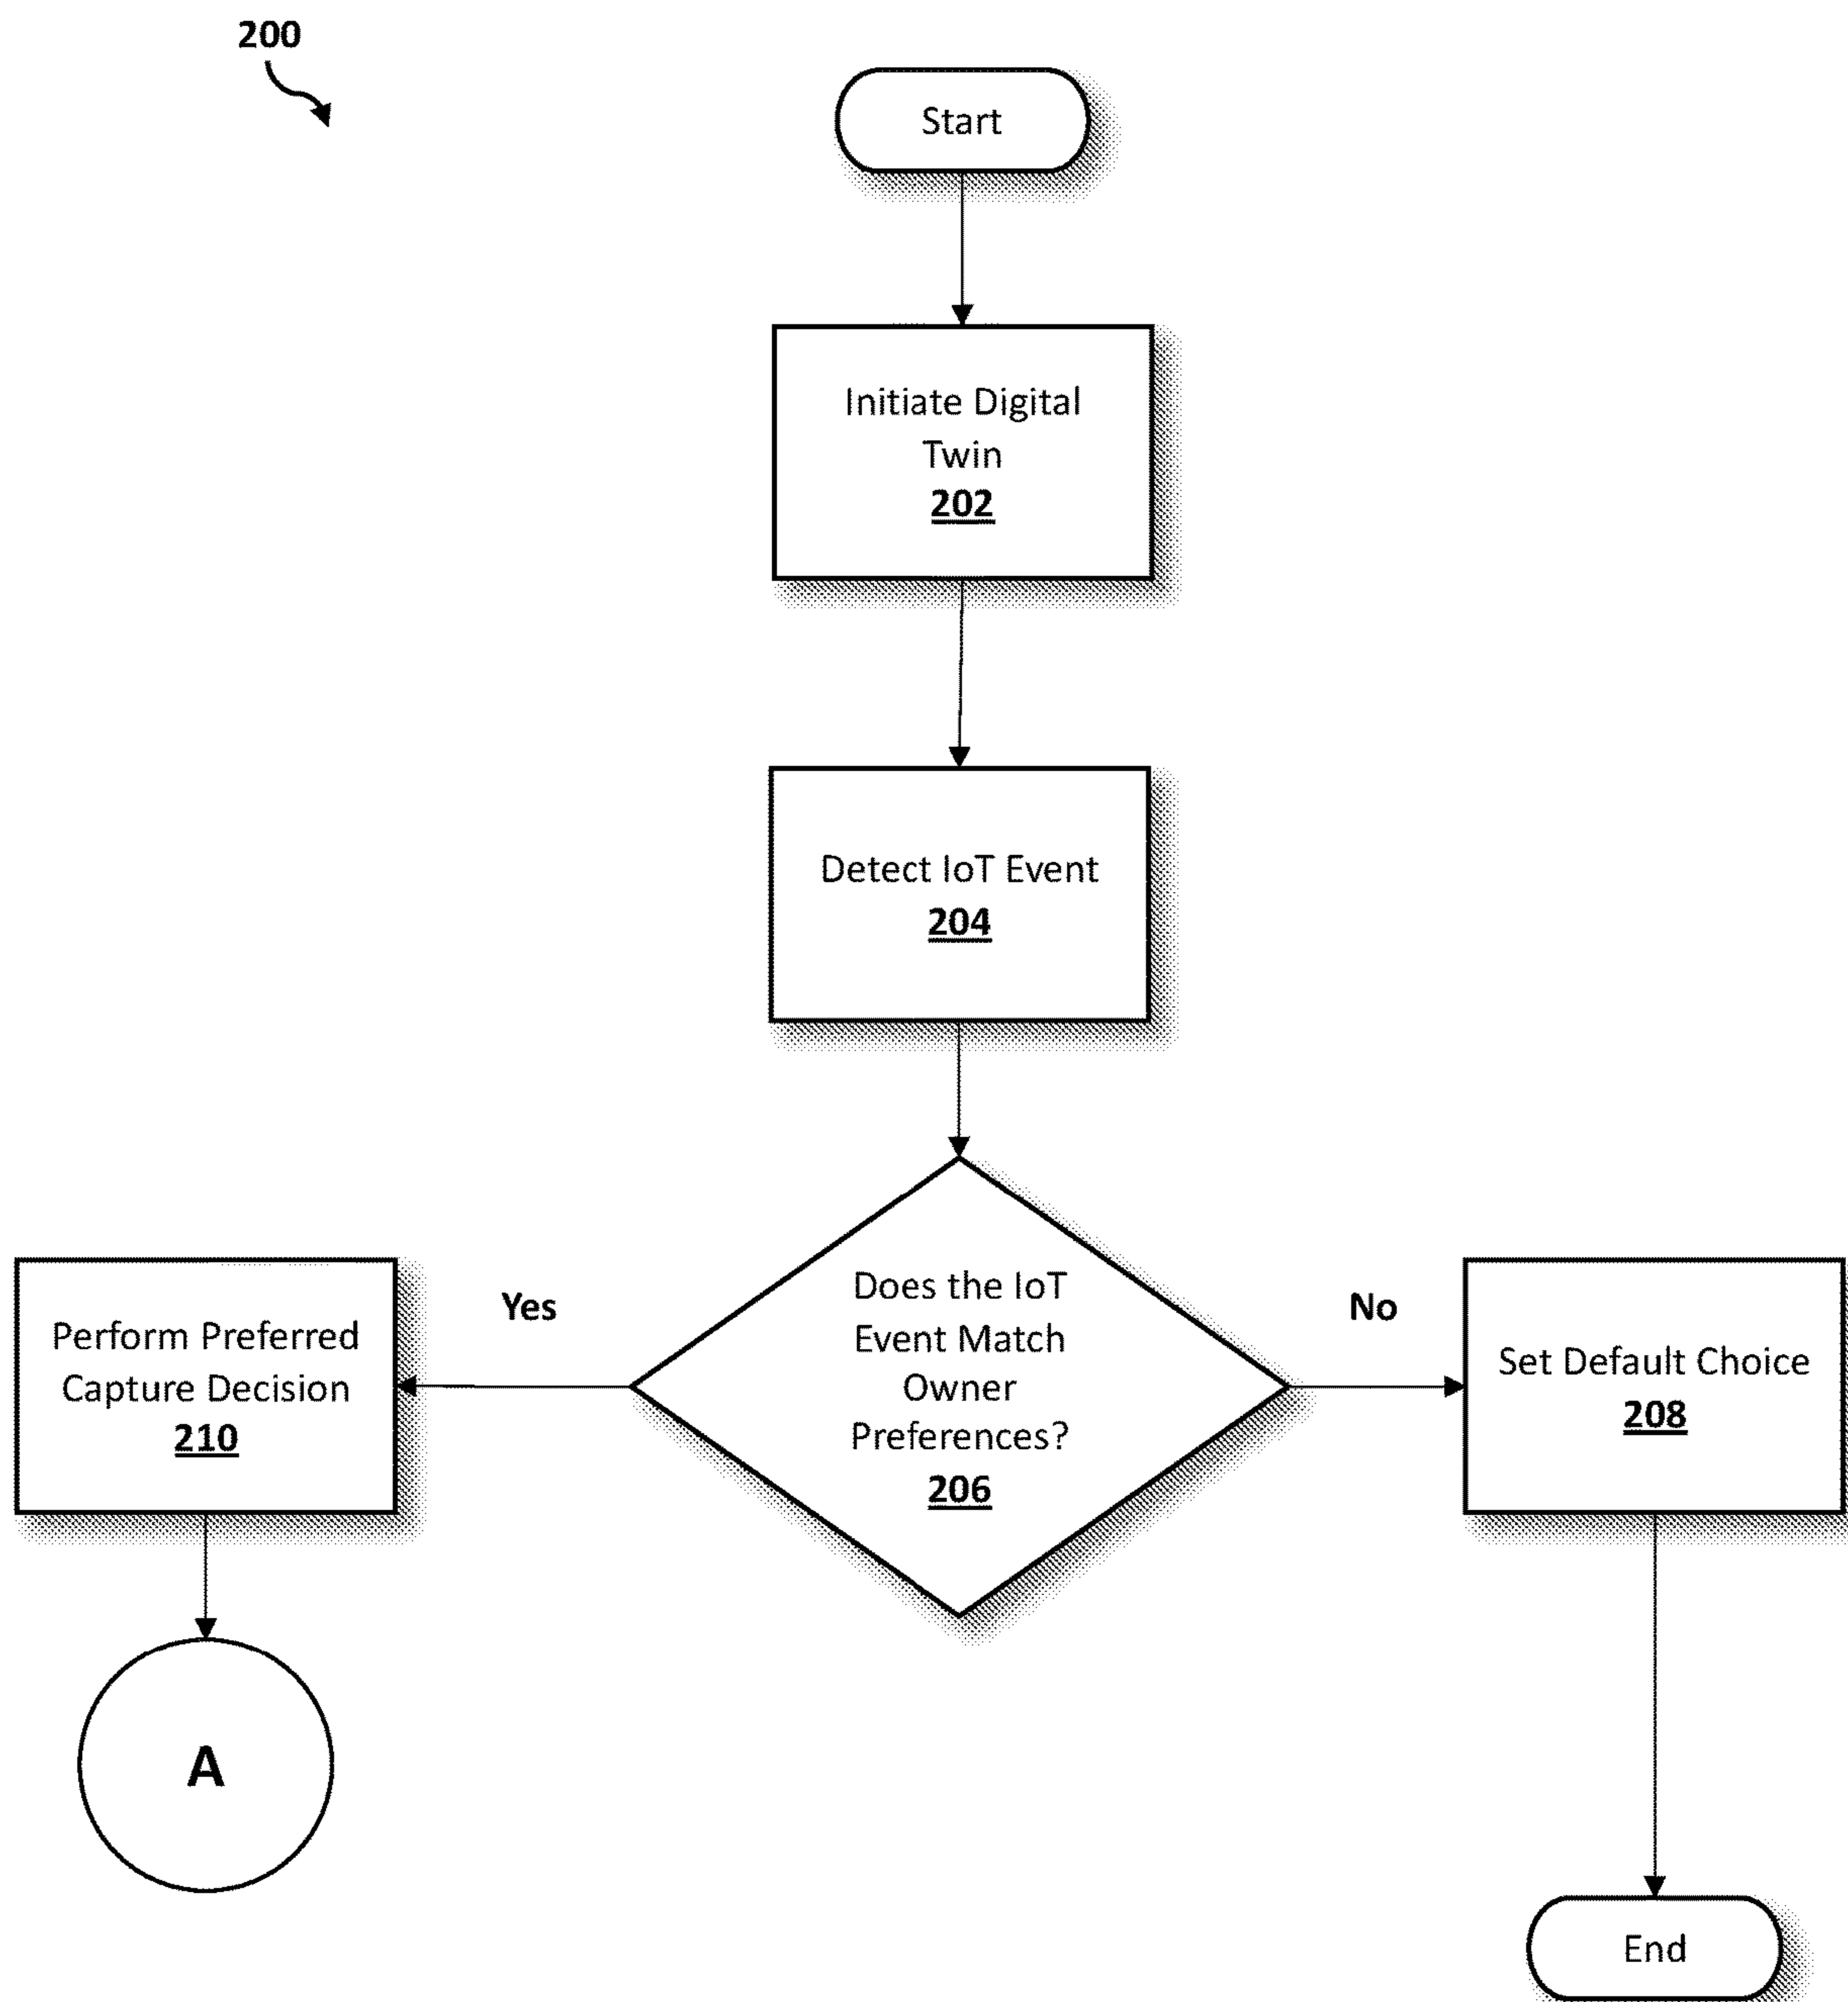 200
Start
Initiate Digital
Twin
202
Detect IoT Event
204
Does the IoT
Event Match
Owner
Preferences?
206
Yes
No
Perform Preferred
Capture Decision
210
Set Default Choice
208
A
End